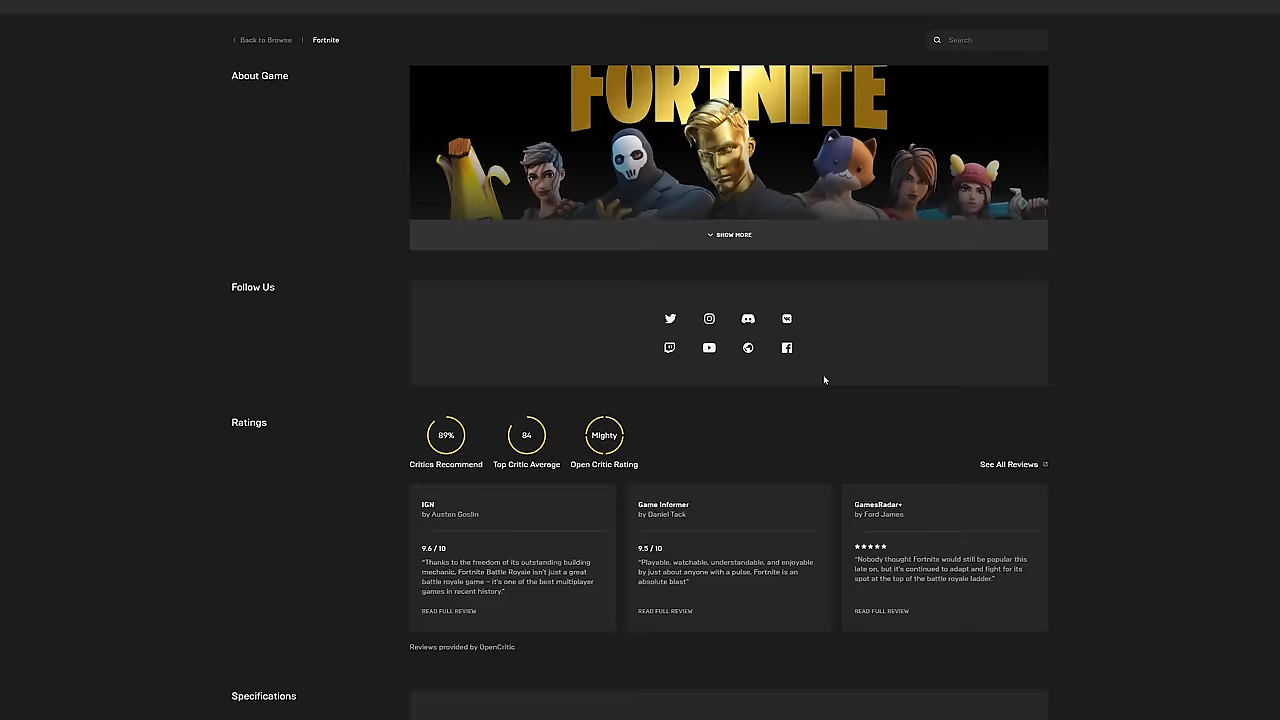 Back to Browse | Fortnite
Search
About Game
FORTNITE
SHOW MORE
Follow Us
Ratings
89%
84
Mighty
Critics Recommend
Top Critic Average
Open Critic Rating
See All Reviews
IGN
by Austen Goslin
9.6 / 10
“Thanks to the freedom of its outstanding building
mechanic, Fortnite Battle Royale isn’t just a great
battle royale game – it’s one of the best multiplayer
games in recent history.”
READ FULL REVIEW
Game Informer
by Daniel Tack
9.5 / 10
“Playable, watchable, understandable, and enjoyable
by just about anyone with a pulse, Fortnite is an
absolute blast”
READ FULL REVIEW
GamesRadar+
by Ford James
★★★★★
“Nobody thought Fortnite would still be popular this
late on, but it’s continued to adapt and fight for its
spot at the top of the battle royale ladder.”
READ FULL REVIEW
Reviews provided by OpenCritic
Specifications